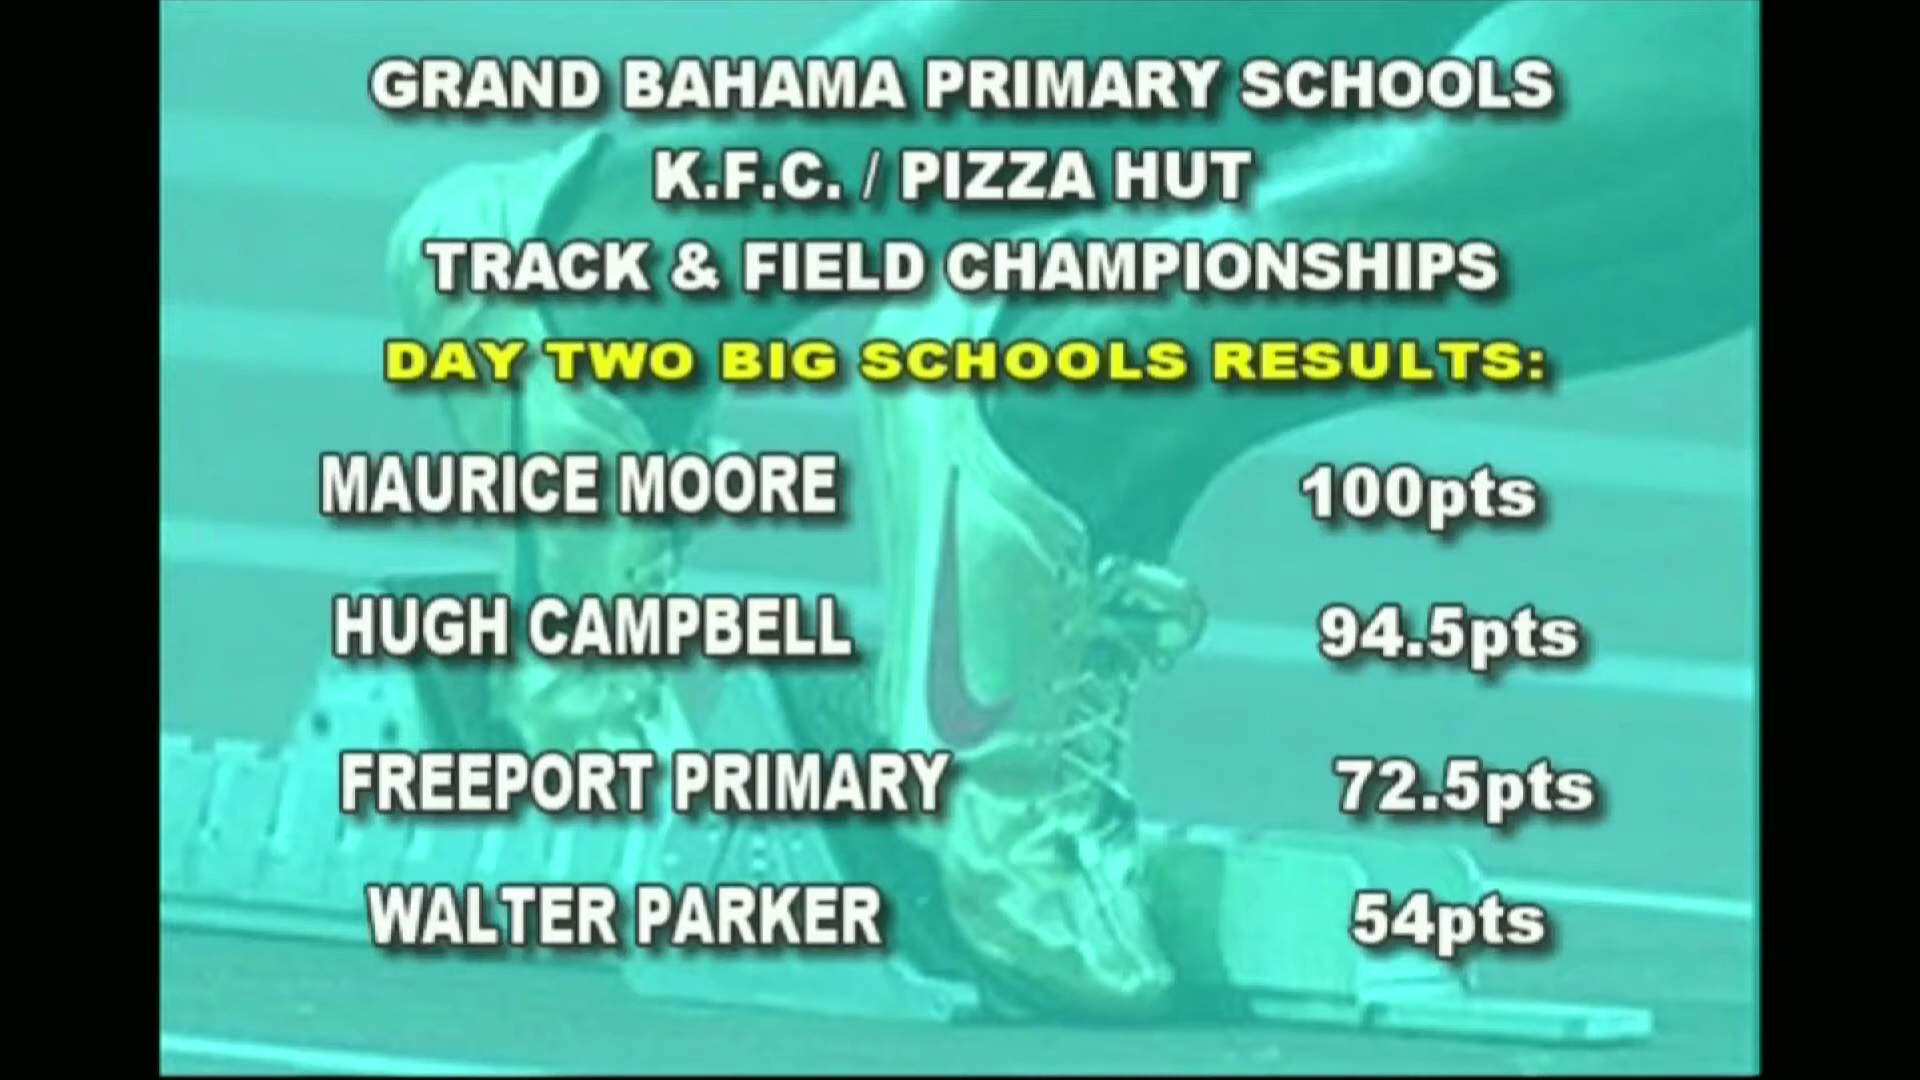 GRAND BAHAMA PRIMARY SCHOOLS
K.F.C. / PIZZA HUT
TRACK & FIELD CHAMPIONSHIPS
DAY TWO BIG SCHOOLS RESULTS:
MAURICE MOORE 100pts
HUGH CAMPBELL 94.5pts
FREEPORT PRIMARY 72.5pts
WALTER PARKER 54pts